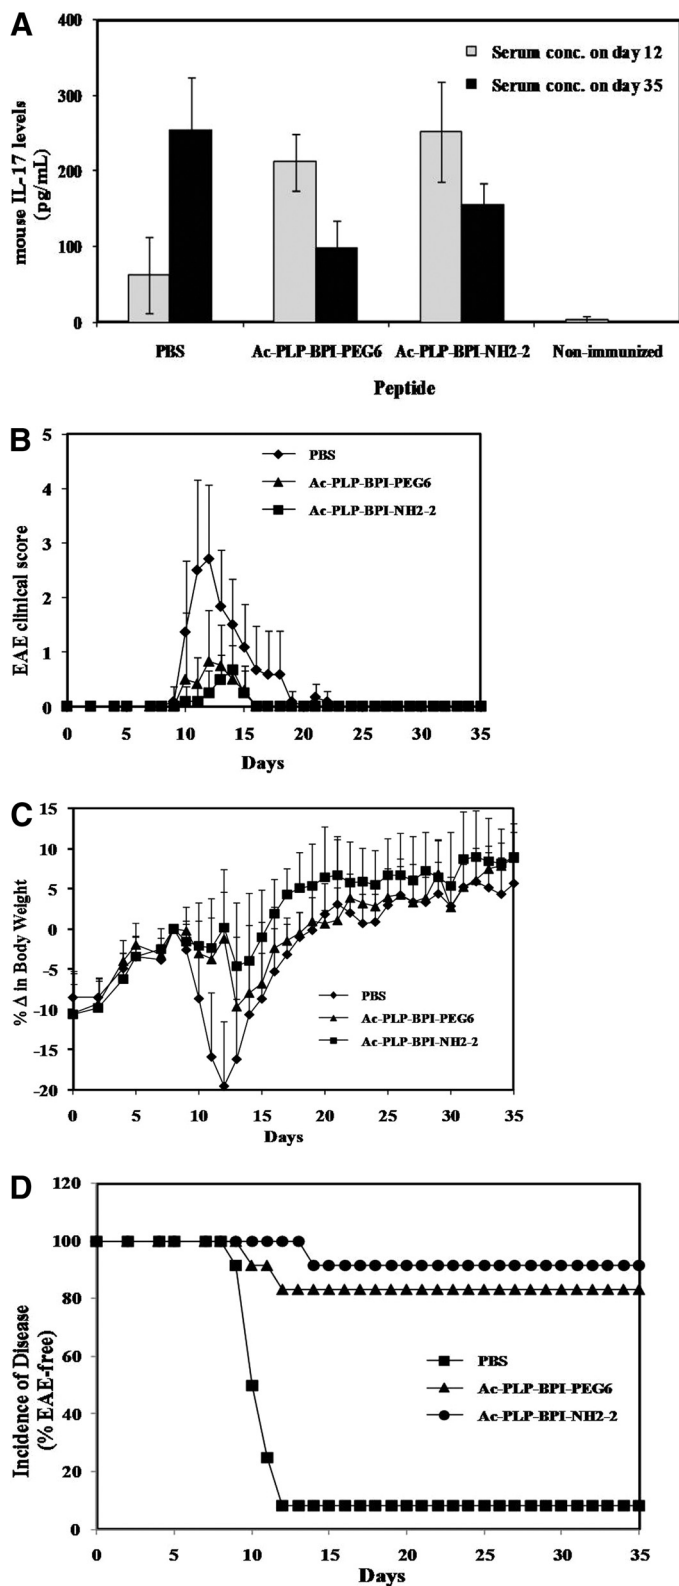 A
400
300
200
100
0
mouse IL-17 levels
(pg/mL)
Serum conc. on day 12
Serum conc. on day 35
PBS
Ac-PLP-BPI-PEG6
Ac-PLP-BPI-NH2-2
Non-immunized
Peptide
B
5
4
3
2
1
0
EAE clinical score
PBS
Ac-PLP-BPI-PEG6
Ac-PLP-BPI-NH2-2
0 5 10 15 20 25 30 35
Days
C
15
10
5
0
-5
-10
-15
-20
% Δ in Body Weight
PBS
Ac-PLP-BPI-PEG6
Ac-PLP-BPI-NH2-2
0 5 10 15 20 25 30 35
Days
D
120
100
80
60
40
20
0
Incidence of Disease
(% EAE-free)
PBS
Ac-PLP-BPI-PEG6
Ac-PLP-BPI-NH2-2
0 5 10 15 20 25 30 35
Days